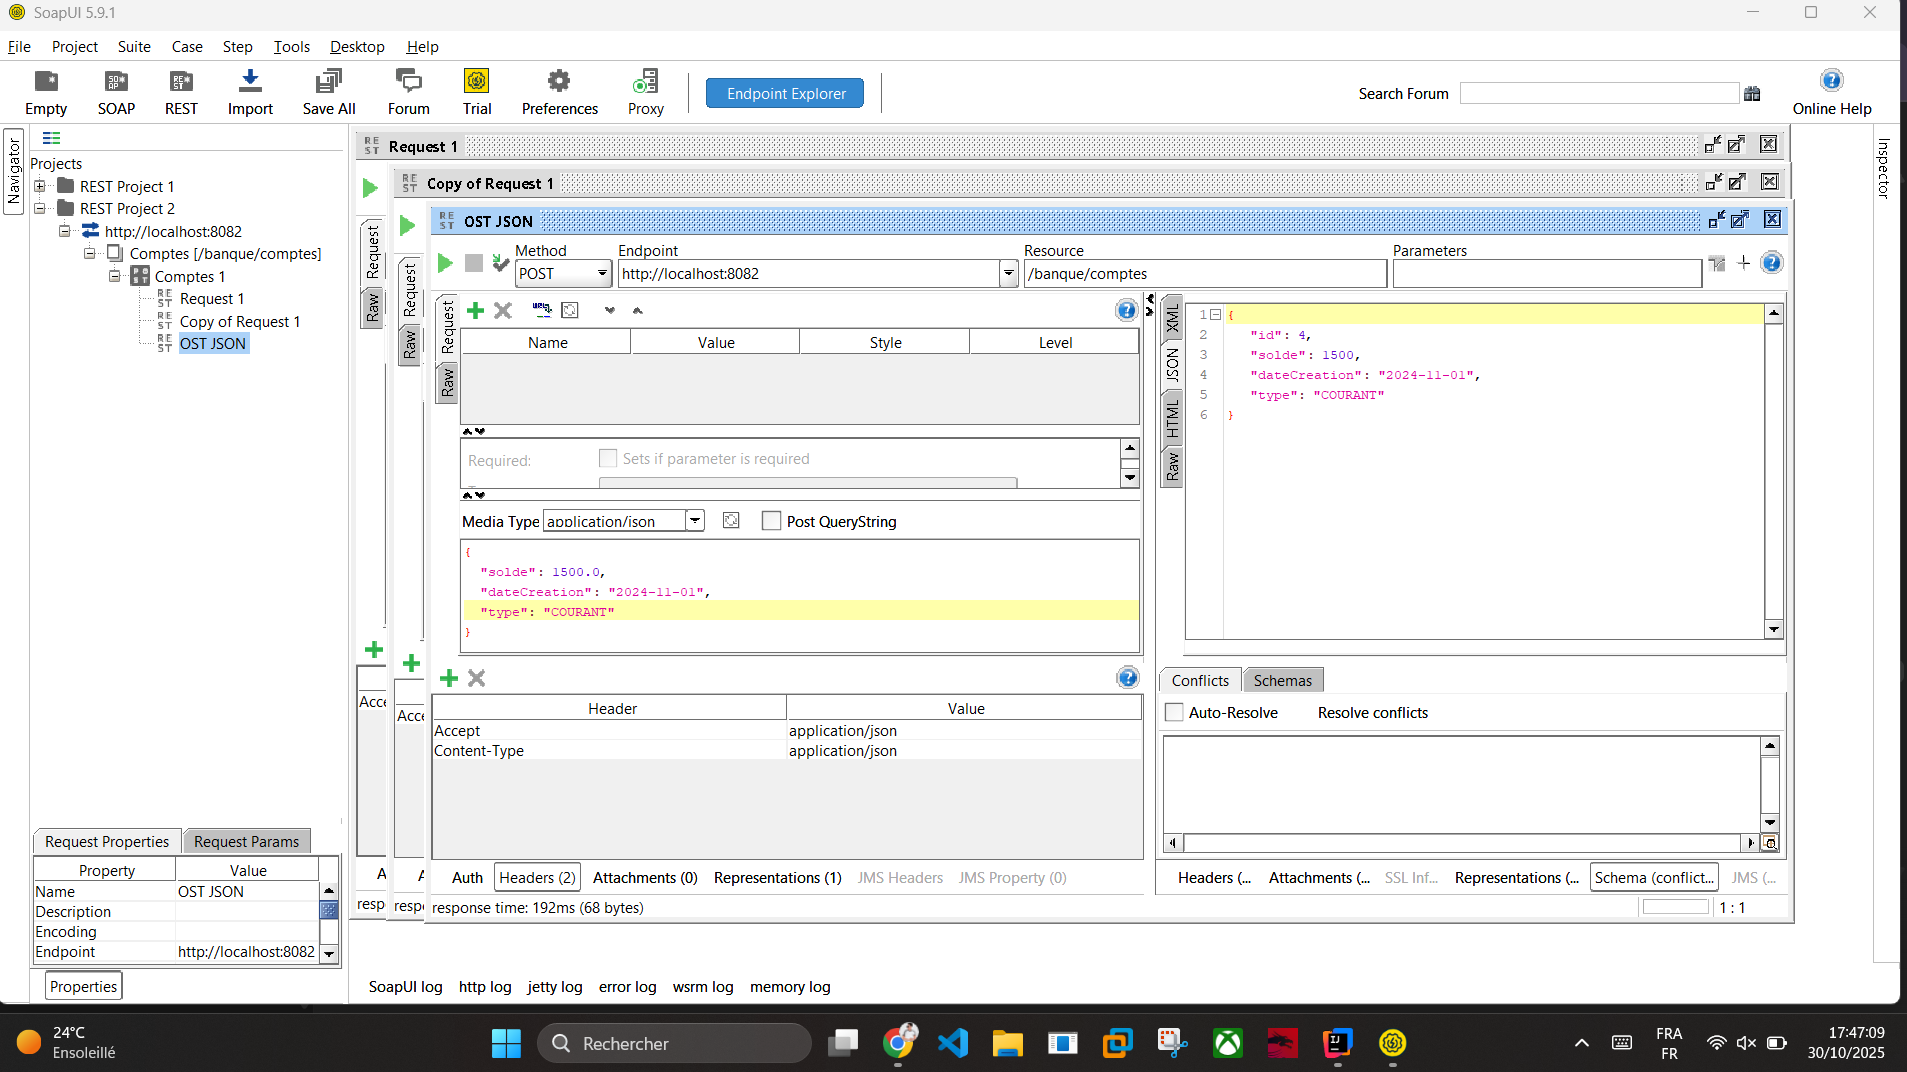 SoapUI 5.9.1
File Project Suite Case Step Tools Desktop Help
Empty SOAP REST Import Save All Forum Trial Preferences Proxy Endpoint Explorer Search Forum Online Help
Navigator
Projects
REST Project 1
REST Project 2
http://localhost:8082
Comptes [/banque/comptes]
Comptes 1
Request 1
Copy of Request 1
OST JSON
Request 1
Copy of Request 1
OST JSON
Inspector
Request
Raw
Request
Raw
Method Endpoint Resource Parameters
POST http://localhost:8082 /banque/comptes
Request
Raw
Name Value Style Level
Required: Sets if parameter is required
Media Type application/json Post QueryString
{
"solde": 1500.0,
"dateCreation": "2024-11-01",
"type": "COURANT"
}
XML
JSON
HTML
Raw
1 {
2 "id": 4,
3 "solde": 1500,
4 "dateCreation": "2024-11-01",
5 "type": "COURANT"
6 }
Header Value
Accept application/json
Content-Type application/json
Acce
Acce
Conflicts Schemas
Auto-Resolve Resolve conflicts
Auth Headers (2) Attachments (0) Representations (1) JMS Headers JMS Property (0)
Headers (... Attachments (... SSL Inf... Representations (... Schema (conflict... JMS (...
A
A
resp
resp
response time: 192ms (68 bytes) 1 : 1
Request Properties Request Params
Property Value
Name OST JSON
Description
Encoding
Endpoint http://localhost:8082
Properties
SoapUI log http log jetty log error log wsrm log memory log
24°C
Ensoleillé
Rechercher
FRA
FR
17:47:09
30/10/2025